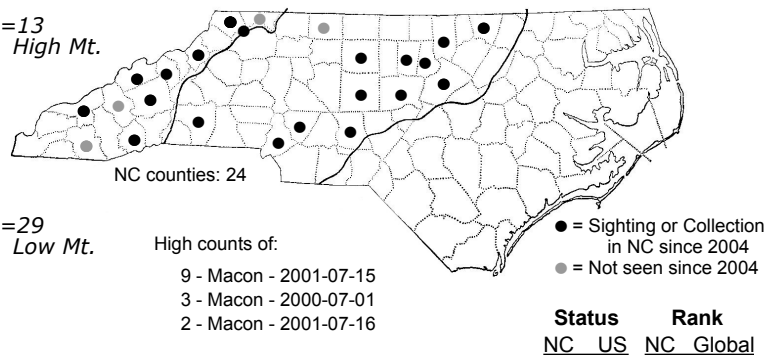 =13
High Mt.
NC counties: 24
=29
Low Mt.
High counts of:
9 - Macon - 2001-07-15
3 - Macon - 2000-07-01
2 - Macon - 2001-07-16
= Sighting or Collection
in NC since 2004
= Not seen since 2004
Status Rank
NC US NC Global